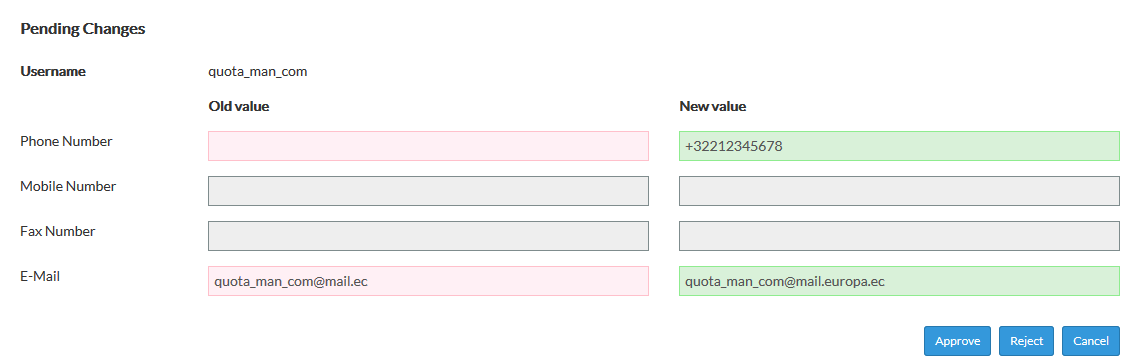 Pending Changes
Username quota_man_com
Old value New value
Phone Number +32212345678
Mobile Number
Fax Number
E-Mail quota_man_com@mail.ec quota_man_com@mail.europa.ec
Approve Reject Cancel